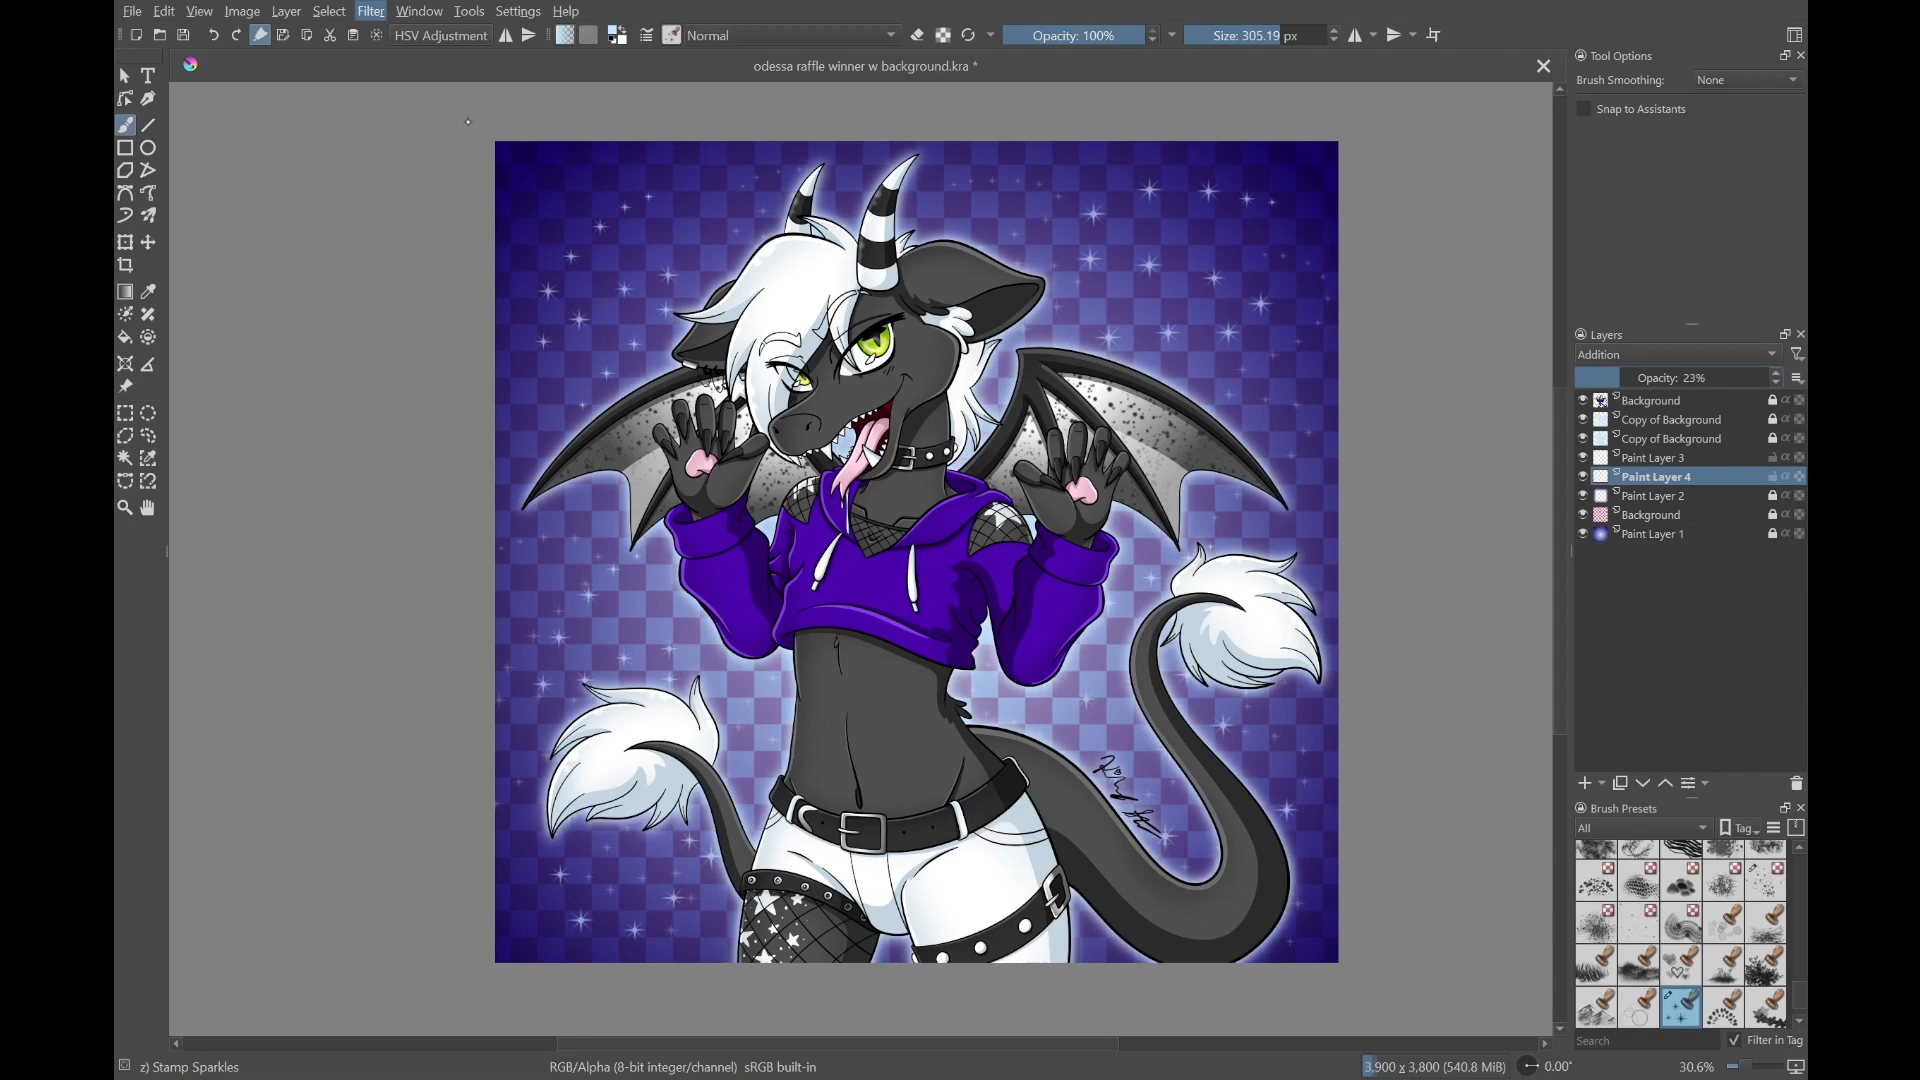 File Edit View Image Layer Select Filter Window Tools Settings Help
HSV Adjustment
Normal
Opacity: 100%
Size: 305.19 px
odessa raffle winner w background.kra *
Tool Options
Brush Smoothing: None
Snap to Assistants
Layers
Addition
Opacity: 23%
Background
Copy of Background
Copy of Background
Paint Layer 3
Paint Layer 4
Paint Layer 2
Background
Paint Layer 1
Brush Presets
All
Tag
Search
Filter in Tag
z) Stamp Sparkles
RGB/Alpha (8-bit integer/channel) sRGB built-in
3,900 x 3,800 (540.8 MiB)
0.00°
30.6%